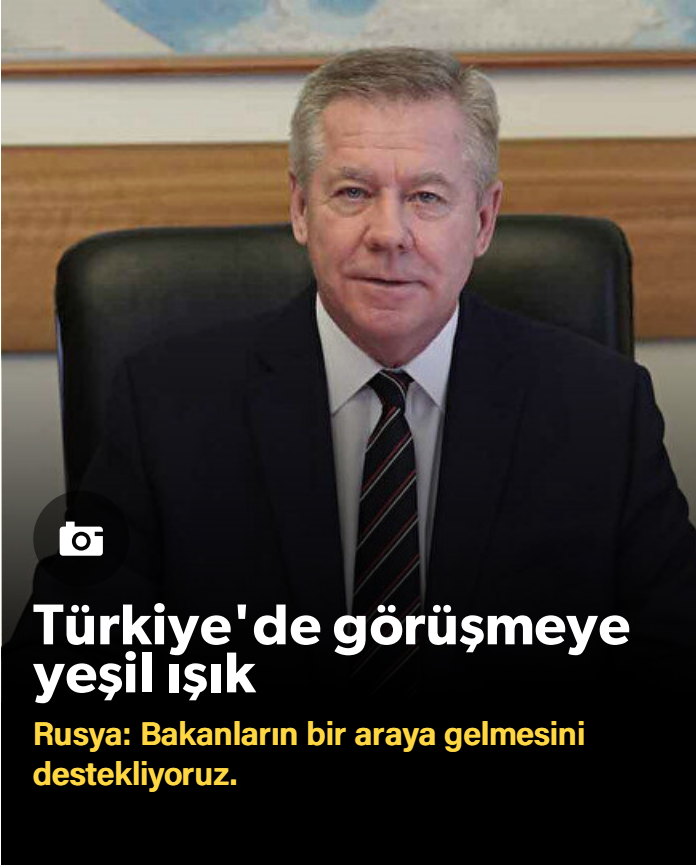 Türkiye'de görüşmeye
yeşil ışık
Rusya: Bakanların bir araya gelmesini
destekliyoruz.